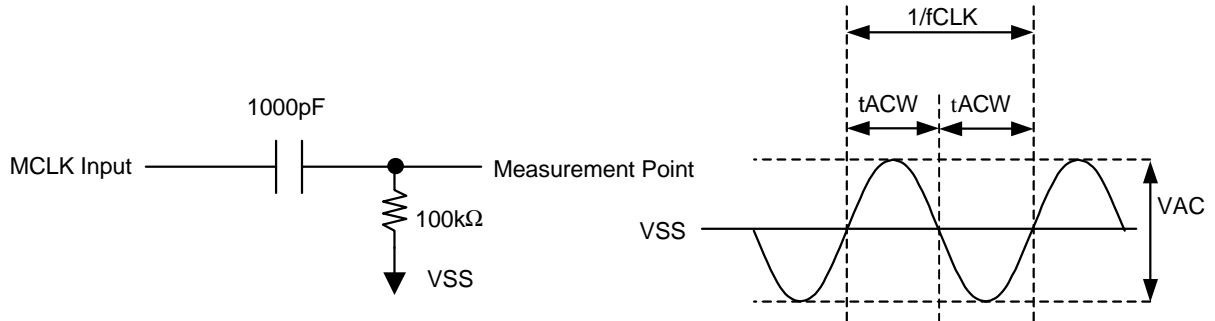 1000pF
MCLK Input
Measurement Point
100kΩ
VSS
1/fCLK
tACW tACW
VSS
VAC